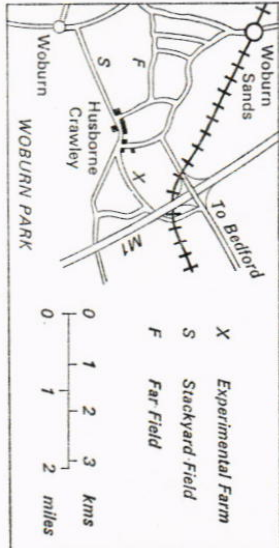 Woburn
Sands
To Bedford
F
S
X
M1
Husborne
Crawley
Woburn
WOBURN PARK
X Experimental Farm
S Stackyard Field
F Far Field
0 1 2 3 kms
0 1 2 miles